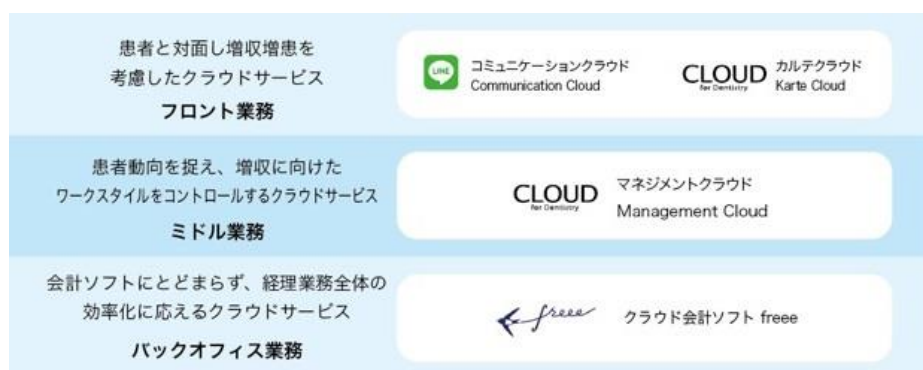 患者と対面し増収増患を
考慮したクラウドサービス
フロント業務
LINE
コミュニケーションクラウド
Communication Cloud
CLOUD
for Dentistry
カルテクラウド
Karte Cloud
患者動向を捉え、増収に向けた
ワークスタイルをコントロールするクラウドサービス
ミドル業務
CLOUD
for Dentistry
マネジメントクラウド
Management Cloud
会計ソフトにとどまらず、経理業務全体の
効率化に応えるクラウドサービス
バックオフィス業務
freee
クラウド会計ソフト freee